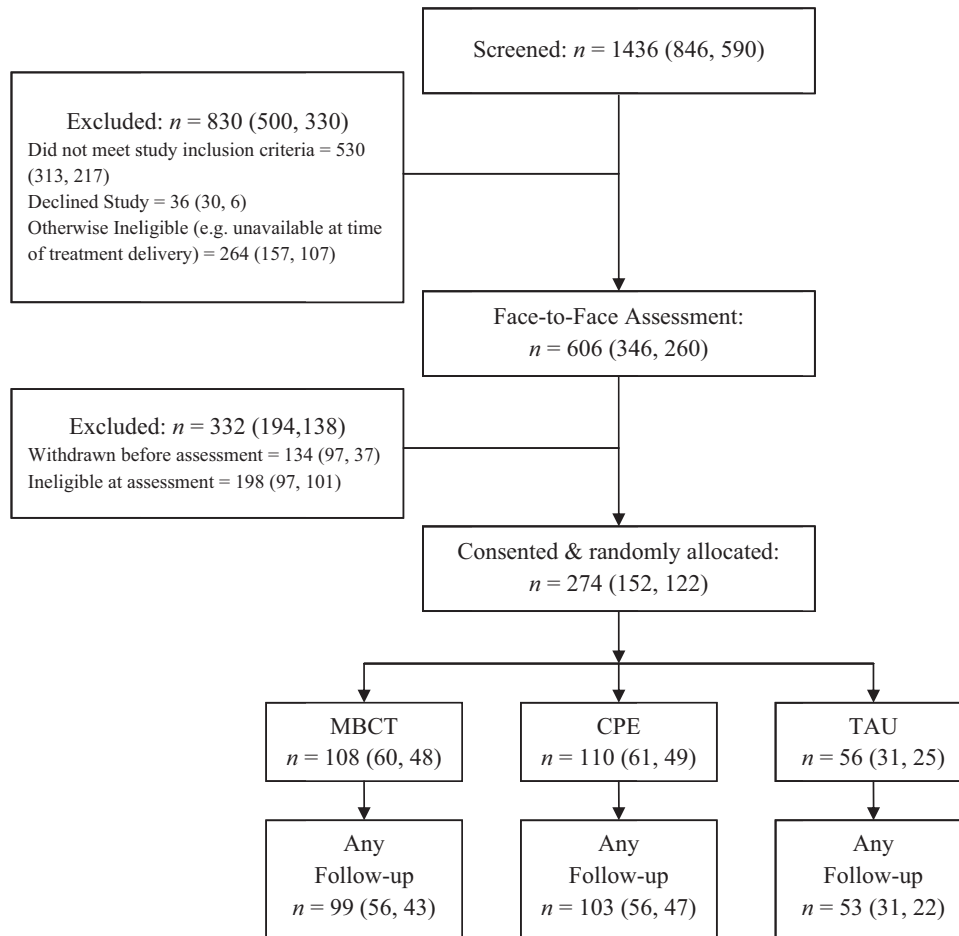 Screened: n = 1436 (846, 590)
Excluded: n = 830 (500, 330)
Did not meet study inclusion criteria = 530
(313, 217)
Declined Study = 36 (30, 6)
Otherwise Ineligible (e.g. unavailable at time
of treatment delivery) = 264 (157, 107)
Face-to-Face Assessment:
n = 606 (346, 260)
Excluded: n = 332 (194,138)
Withdrawn before assessment = 134 (97, 37)
Ineligible at assessment = 198 (97, 101)
Consented & randomly allocated:
n = 274 (152, 122)
MBCT
n = 108 (60, 48)
CPE
n = 110 (61, 49)
TAU
n = 56 (31, 25)
Any
Follow-up
n = 99 (56, 43)
Any
Follow-up
n = 103 (56, 47)
Any
Follow-up
n = 53 (31, 22)